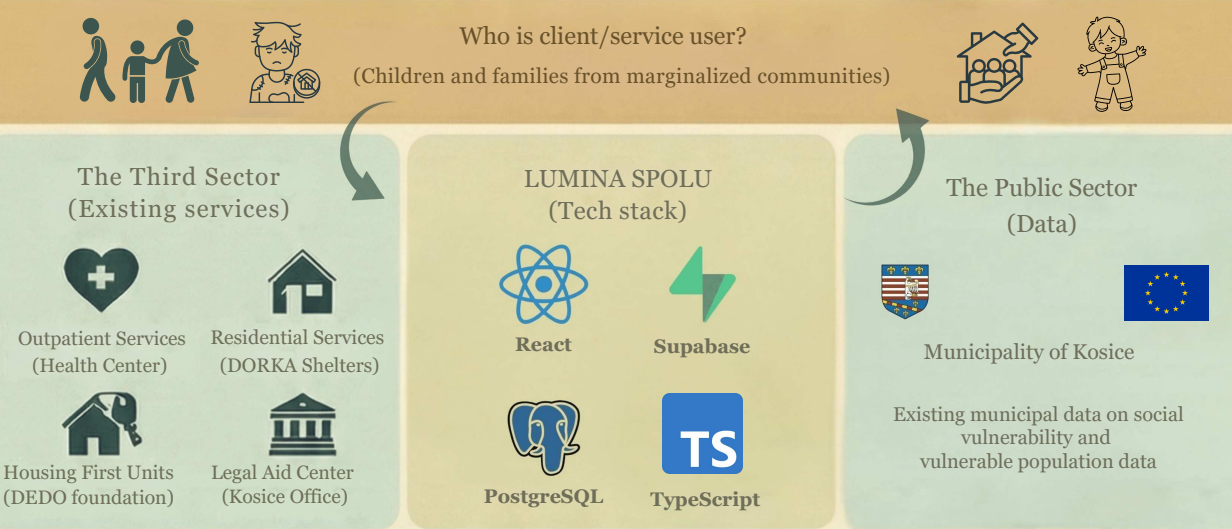 Who is client/service user?
(Children and families from marginalized communities)
The Third Sector
(Existing services)
Outpatient Services
(Health Center)
Residential Services
(DORKA Shelters)
Housing First Units
(DEDO foundation)
Legal Aid Center
(Kosice Office)
LUMINA SPOLU
(Tech stack)
React
Supabase
PostgreSQL
TS
TypeScript
The Public Sector
(Data)
Municipality of Kosice
Existing municipal data on social
vulnerability and
vulnerable population data